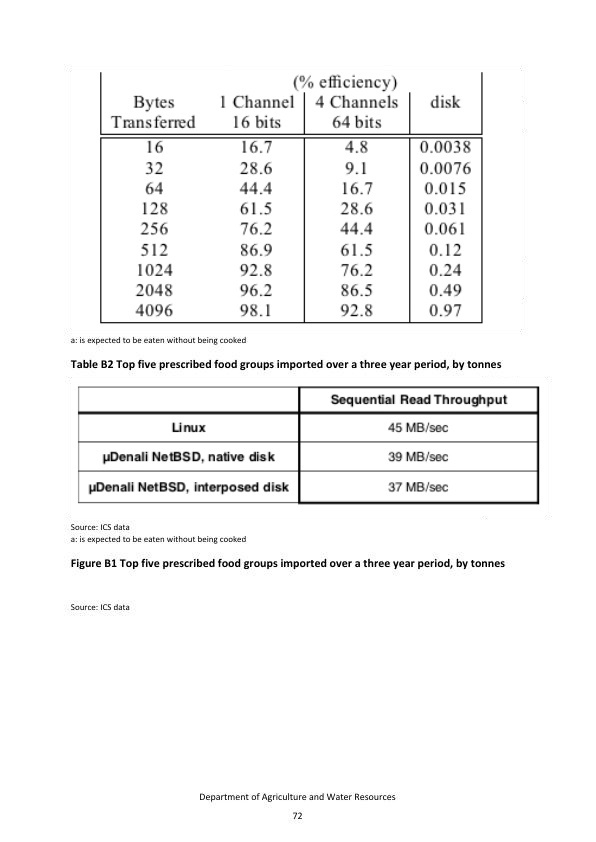 (% efficiency)
Bytes 1 Channel 4 Channels disk
Transferred 16 bits 64 bits
16 16.7 4.8 0.0038
32 28.6 9.1 0.0076
64 44.4 16.7 0.015
128 61.5 28.6 0.031
256 76.2 44.4 0.061
512 86.9 61.5 0.12
1024 92.8 76.2 0.24
2048 96.2 86.5 0.49
4096 98.1 92.8 0.97
a: is expected to be eaten without being cooked
Table B2 Top five prescribed food groups imported over a three year period, by tonnes
Sequential Read Throughput
Linux 45 MB/sec
µDenali NetBSD, native disk 39 MB/sec
µDenali NetBSD, interposed disk 37 MB/sec
Source: ICS data
a: is expected to be eaten without being cooked
Figure B1 Top five prescribed food groups imported over a three year period, by tonnes
Source: ICS data
Department of Agriculture and Water Resources
72